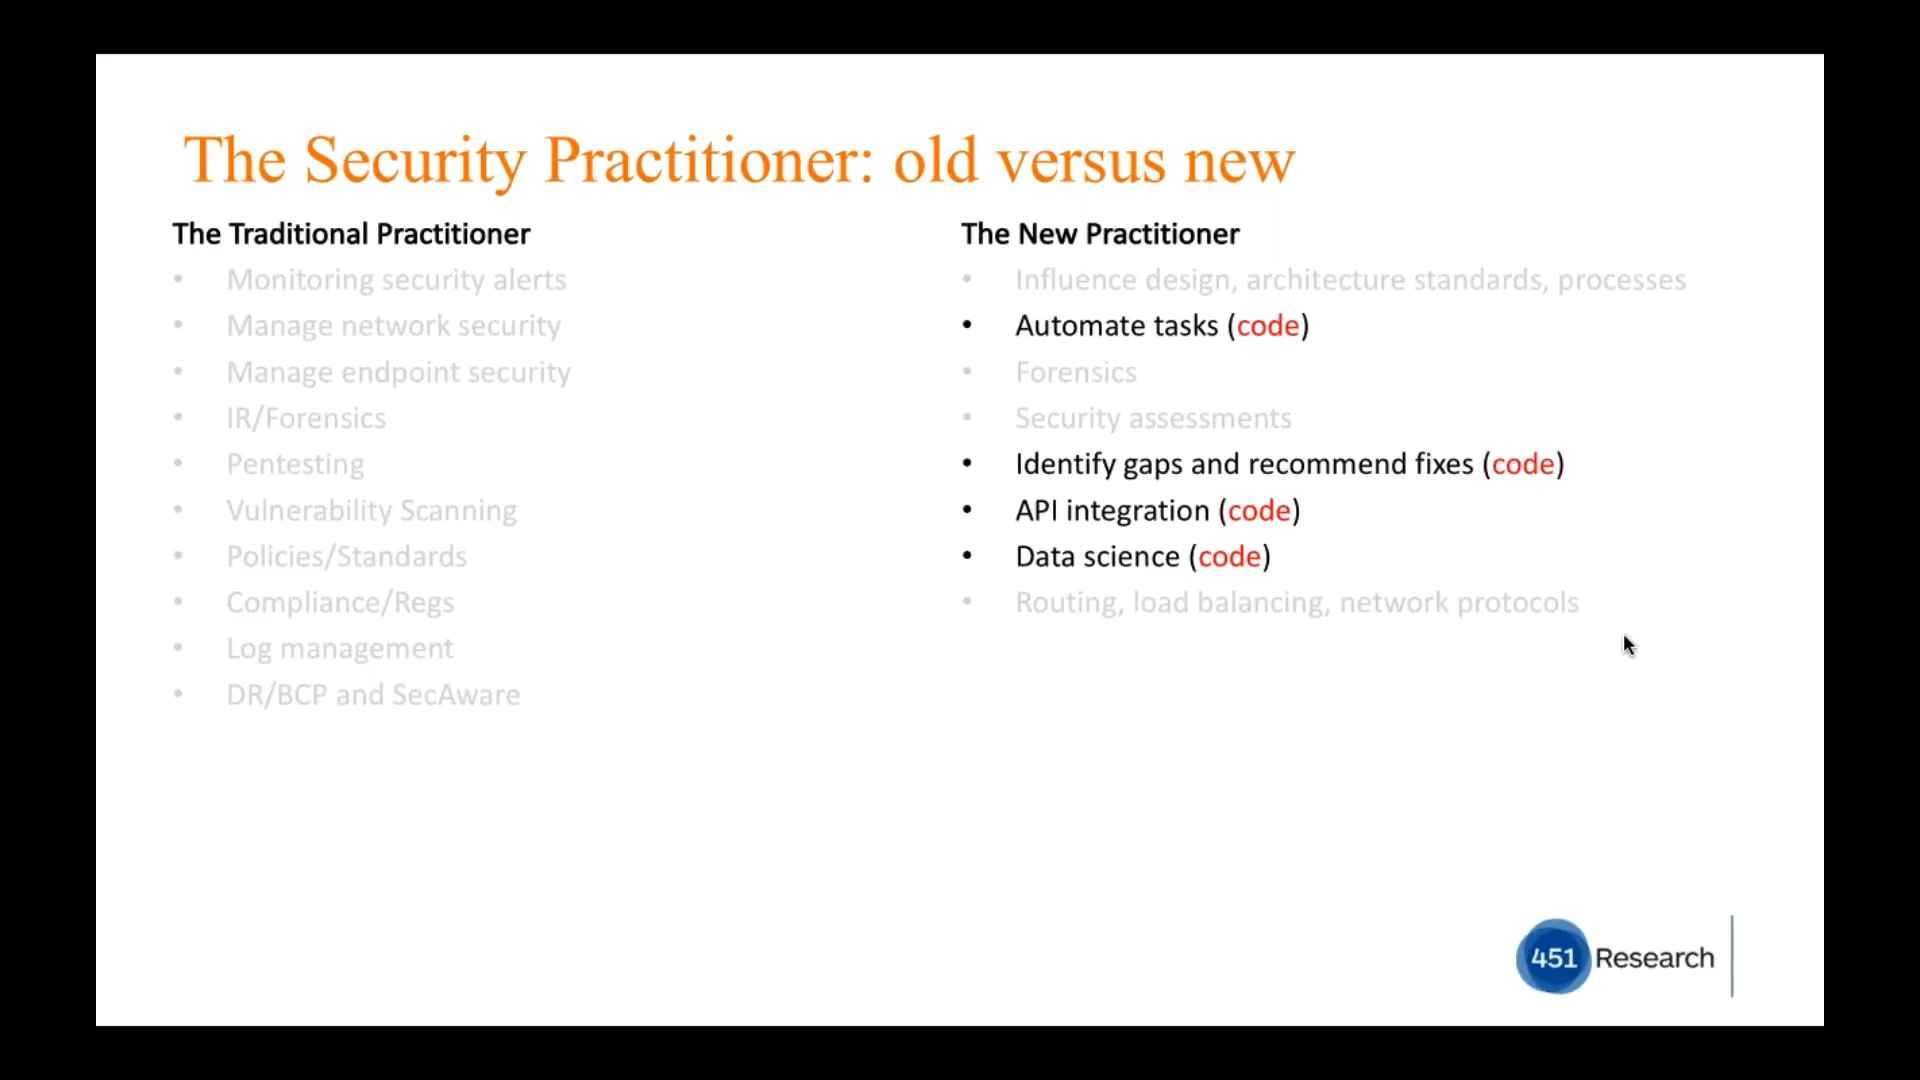 The Security Practitioner: old versus new
The Traditional Practitioner
• Monitoring security alerts
• Manage network security
• Manage endpoint security
• IR/Forensics
• Pentesting
• Vulnerability Scanning
• Policies/Standards
• Compliance/Regs
• Log management
• DR/BCP and SecAware
The New Practitioner
• Influence design, architecture standards, processes
• Automate tasks (code)
• Forensics
• Security assessments
• Identify gaps and recommend fixes (code)
• API integration (code)
• Data science (code)
• Routing, load balancing, network protocols
451 Research